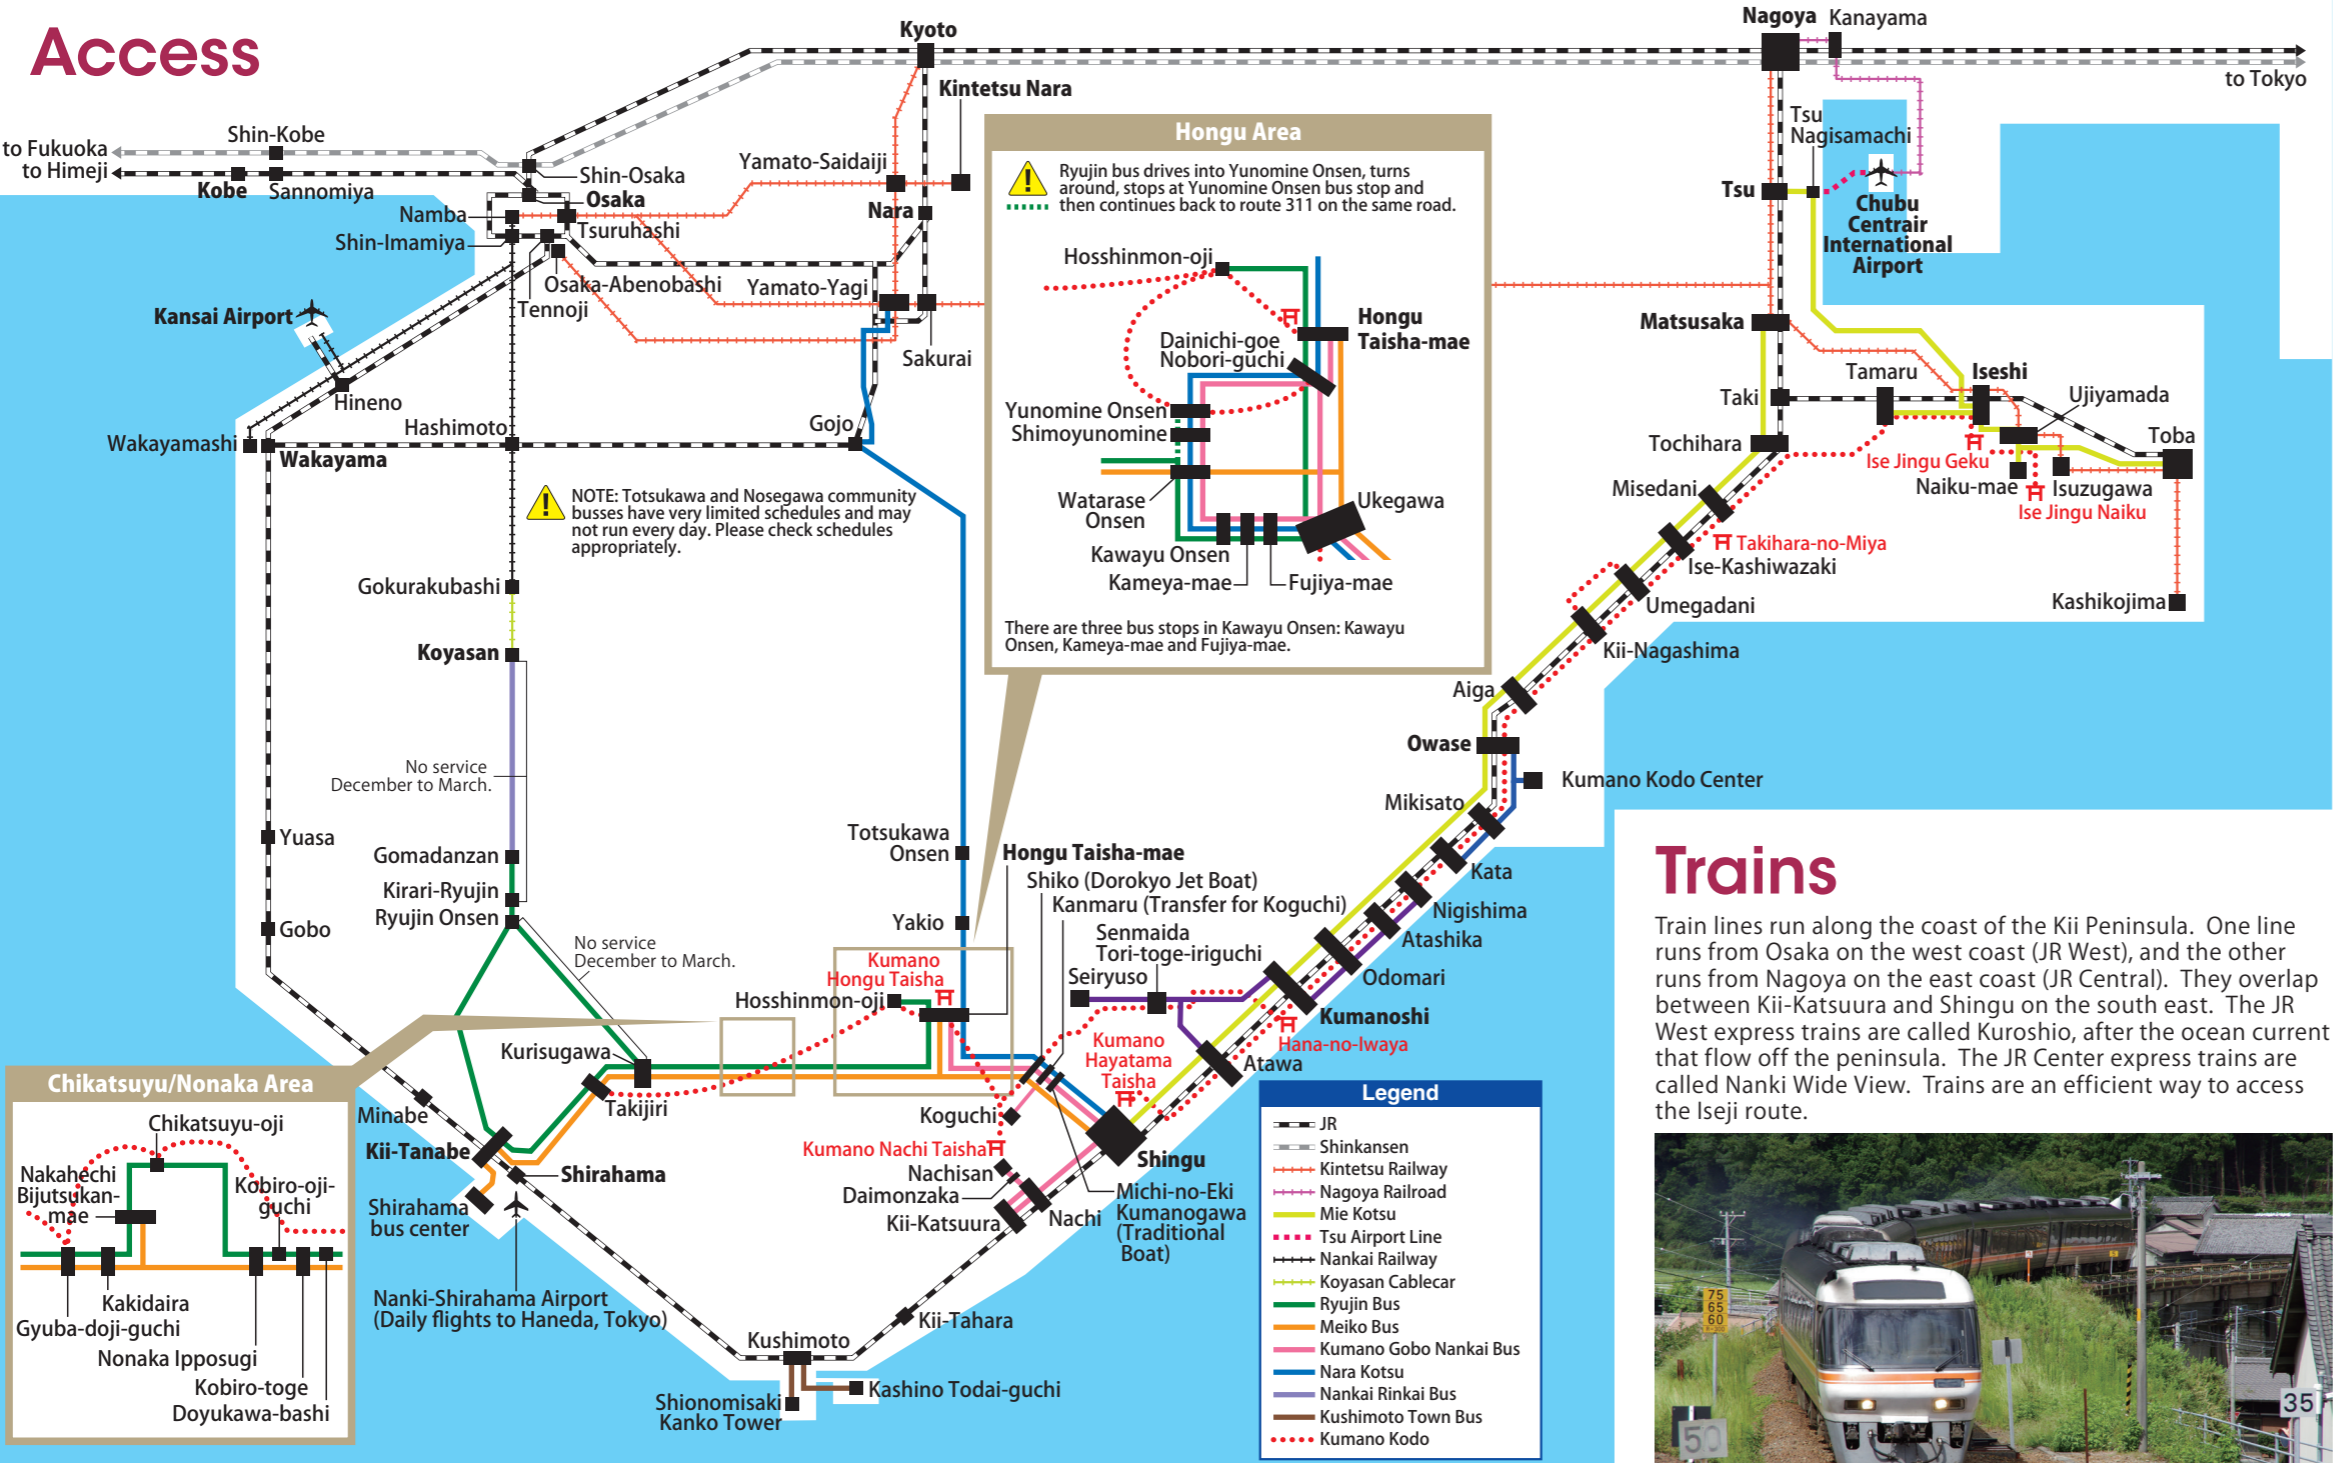 Access
Kyoto
Nagoya
Kanayama
to Tokyo
Kintetsu Nara
Tsu
Nagisamachi
Shin-Kobe
to Fukuoka
to Himeji
Kobe
Sannomiya
Shin-Osaka
Osaka
Yamato-Saidaiji
Nara
Namba
Tsuruhashi
Shin-Imamiya
Osaka-Abenobashi
Tennoji
Yamato-Yagi
Sakurai
Kansai Airport
Hineno
Wakayamashi
Wakayama
Hashimoto
Gojo
NOTE: Totsukawa and Nosegawa community
busses have very limited schedules and may
not run every day. Please check schedules
appropriately.
Gokurakubashi
Koyasan
No service
December to March.
Yuasa
Gomadanzan
Kirari-Ryujin
Ryujin Onsen
Gobo
No service
December to March.
Totsukawa
Onsen
Yakio
Hongu Area
Ryujin bus drives into Yunomine Onsen, turns
around, stops at Yunomine Onsen bus stop and
then continues back to route 311 on the same road.
Hosshinmon-oji
Hongu
Taisha-mae
Dainichi-goe
Nobori-guchi
Yunomine Onsen
Shimoyunomine
Watarase
Onsen
Ukegawa
Kawayu Onsen
Kameya-mae
Fujiya-mae
There are three bus stops in Kawayu Onsen: Kawayu
Onsen, Kameya-mae and Fujiya-mae.
Tsu
Chubu
Centrair
International
Airport
Matsusaka
Taki
Tamaru
Iseshi
Ujiyamada
Toba
Tochihara
Ise Jingu Geku
Naiku-mae
Isuzugawa
Ise Jingu Naiku
Misedani
Takihara-no-Miya
Ise-Kashiwazaki
Umegadani
Kashikojima
Kii-Nagashima
Aiga
Owase
Kumano Kodo Center
Mikisato
Kata
Nigishima
Atashika
Odomari
Kumanoshi
Hana-no-Iwaya
Atawa
Hongu Taisha-mae
Shiko (Dorokyo Jet Boat)
Kanmaru (Transfer for Koguchi)
Senmaida
Tori-toge-iriguchi
Seiryuso
Kumano
Hongu Taisha
Hosshinmon-oji
Kumano
Hayatama
Taisha
Kurisugawa
Takijiri
Koguchi
Kumano Nachi Taisha
Nachisan
Daimonzaka
Kii-Katsuura
Nachi
Shingu
Michi-no-Eki
Kumanogawa
(Traditional
Boat)
Minabe
Kii-Tanabe
Shirahama
Shirahama
bus center
Nanki-Shirahama Airport
(Daily flights to Haneda, Tokyo)
Kii-Tahara
Kushimoto
Shionomisaki
Kanko Tower
Kashino Todai-guchi
Chikatsuyu/Nonaka Area
Chikatsuyu-oji
Nakahechi
Bijutsukan-
mae
Kobiro-oji-
guchi
Kakidaira
Gyuba-doji-guchi
Nonaka Ipposugi
Kobiro-toge
Doyukawa-bashi
Legend
JR
Shinkansen
Kintetsu Railway
Nagoya Railroad
Mie Kotsu
Tsu Airport Line
Nankai Railway
Koyasan Cablecar
Ryujin Bus
Meiko Bus
Kumano Gobo Nankai Bus
Nara Kotsu
Nankai Rinkai Bus
Kushimoto Town Bus
Kumano Kodo
Trains
Train lines run along the coast of the Kii Peninsula. One line
runs from Osaka on the west coast (JR West), and the other
runs from Nagoya on the east coast (JR Central). They overlap
between Kii-Katsuura and Shingu on the south east. The JR
West express trains are called Kuroshio, after the ocean current
that flow off the peninsula. The JR Center express trains are
called Nanki Wide View. Trains are an efficient way to access
the Iseji route.
75
65
60
50
35